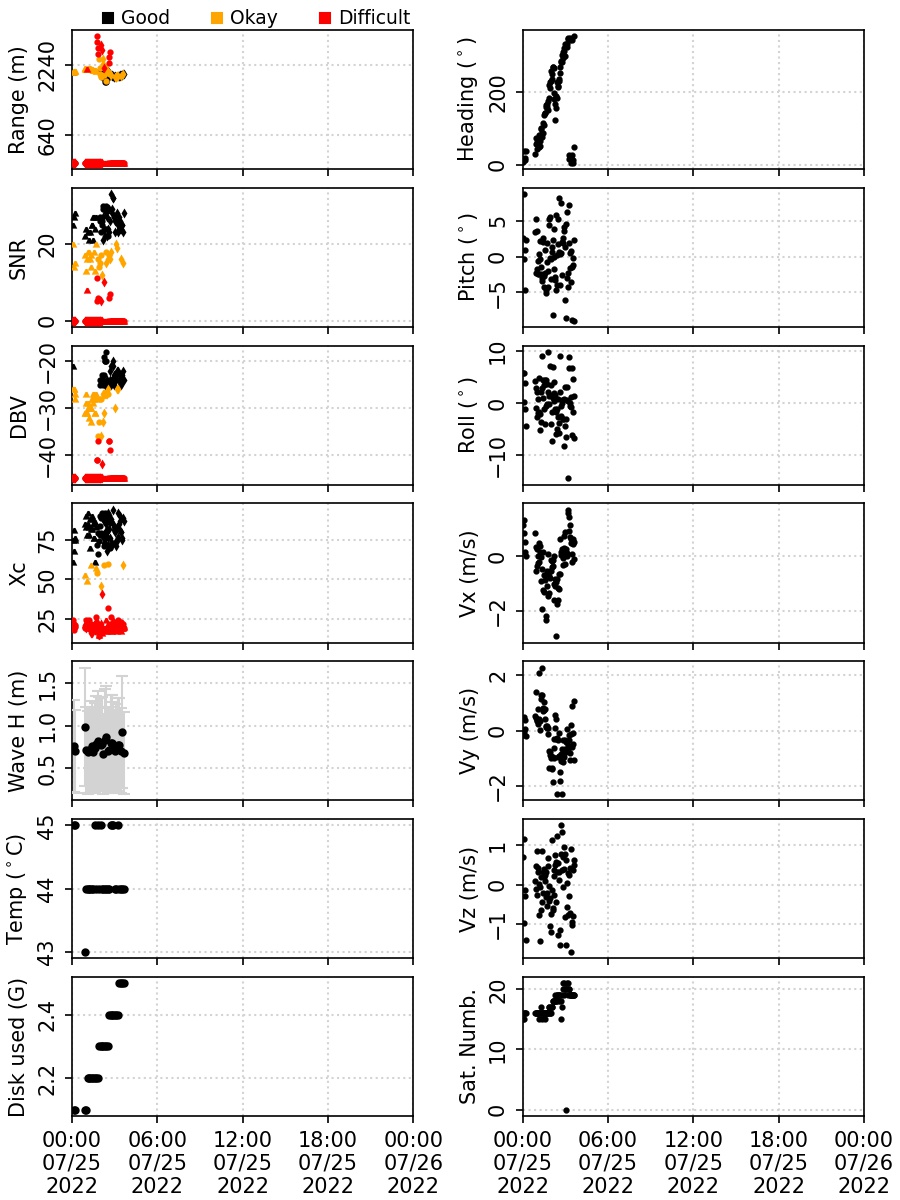 Good Okay Difficult
Range (m)
2240
640
Heading (°)
200
0
SNR
20
0
Pitch (°)
5
0
−5
DBV
−20
−30
−40
Roll (°)
10
0
−10
Xc
75
50
25
Vx (m/s)
0
−2
Wave H (m)
1.5
1.0
0.5
Vy (m/s)
2
0
−2
Temp (°C)
45
44
43
Vz (m/s)
1
0
−1
Disk used (G)
2.4
2.2
Sat. Numb.
20
10
0
00:00 06:00 12:00 18:00 00:00
07/25 07/25 07/25 07/25 07/26
2022 2022 2022 2022 2022
00:00 06:00 12:00 18:00 00:00
07/25 07/25 07/25 07/25 07/26
2022 2022 2022 2022 2022